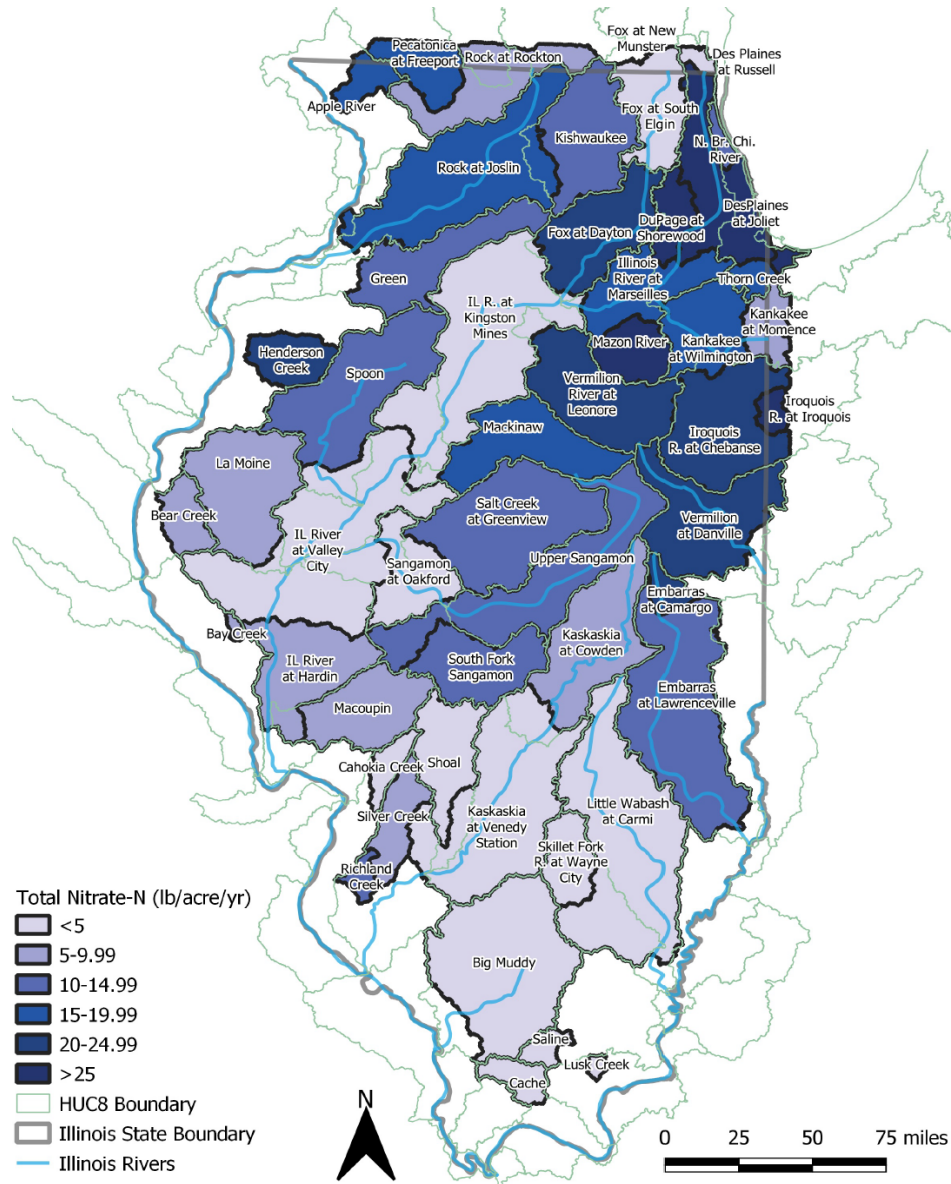 Fox at New
Munster
Des Plaines
at Russell
Pecatonica
at Freeport
Rock at Rockton
Apple River
Fox at South
Elgin
Kishwaukee
N. Br. Chi.
River
Rock at Joslin
DesPlaines
at Joliet
DuPage at
Shorewood
Fox at Dayton
Illinois
River at
Marseilles
Thorn Creek
Green
IL R. at
Kingston
Mines
Kankakee
at Momence
Mazon River
Kankakee
at Wilmington
Henderson
Creek
Spoon
Vermilion
River at
Leonore
Iroquois
R. at Iroquois
Mackinaw
Iroquois
R. at Chebanse
La Moine
Salt Creek
at Greenview
Bear Creek
Vermilion
at Danville
IL River
at Valley
City
Upper Sangamon
Sangamon
at Oakford
Embarras
at Camargo
Bay Creek
Kaskaskia
at Cowden
IL River
at Hardin
South Fork
Sangamon
Embarras
at Lawrenceville
Macoupin
Cahokia Creek
Shoal
Silver Creek
Kaskaskia
at Venedy
Station
Little Wabash
at Carmi
Skillet Fork
R. at Wayne
City
Richland
Creek
Big Muddy
Saline
Lusk Creek
Cache
Total Nitrate-N (lb/acre/yr)
<5
5-9.99
10-14.99
15-19.99
20-24.99
>25
HUC8 Boundary
Illinois State Boundary
Illinois Rivers
N
0 25 50 75 miles